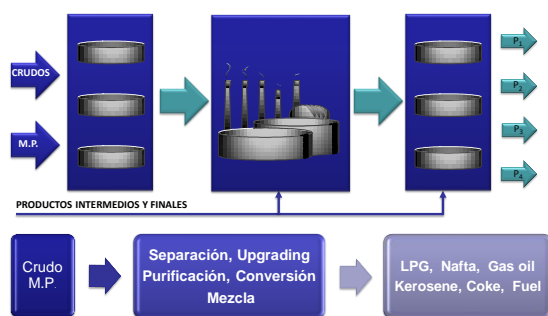 CRUDOS
M.P.
P1
P2
P3
P4
PRODUCTOS INTERMEDIOS Y FINALES
Crudo
M.P.
Separación, Upgrading
Purificación, Conversión
Mezcla
LPG, Nafta, Gas oil
Kerosene, Coke, Fuel